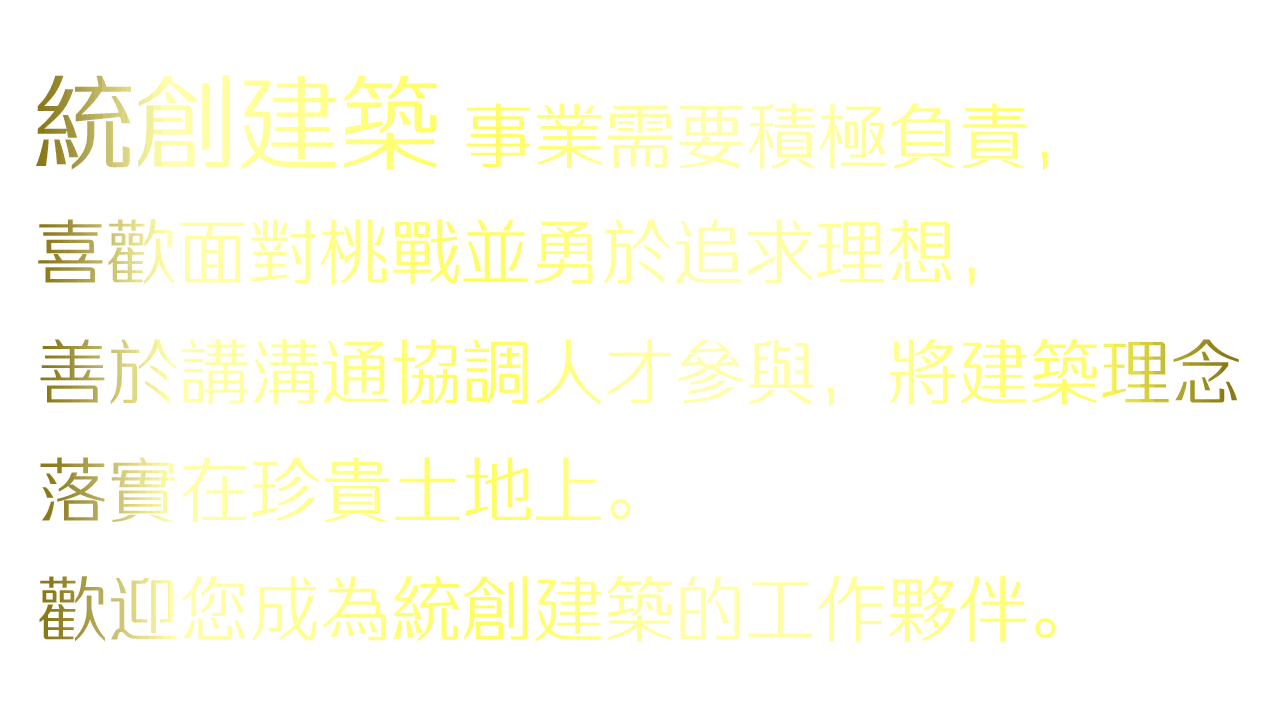 統創建築 事業需要積極負責，
喜歡面對桃戰並勇於追求理想，
善於講溝通協調人才參與，將建築理念
落實在珍貴土地上。
歡迎您成為統創建築的工作夥伴。